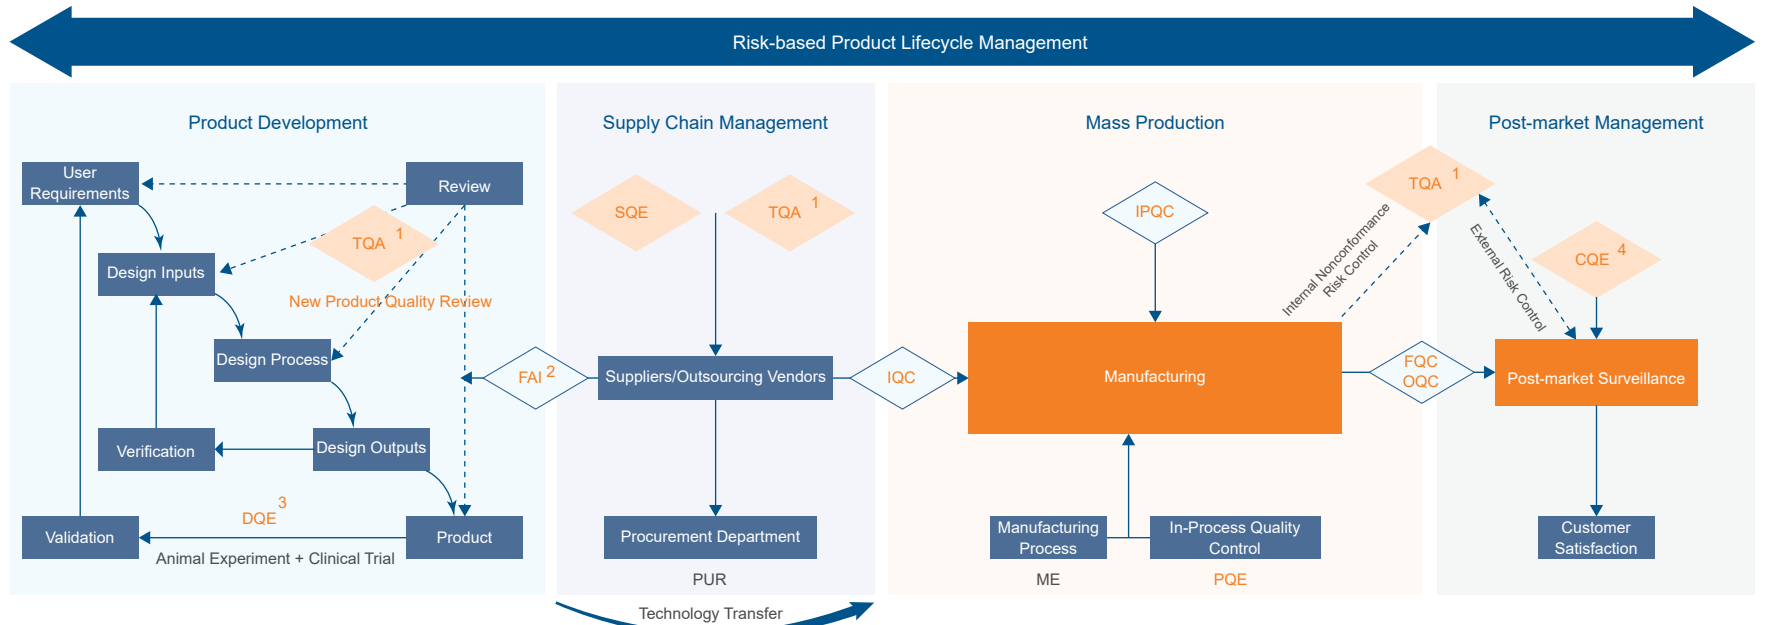 Risk-based Product Lifecycle Management
Product Development
User
Requirements
Review
TQA 1
Design Inputs
New Product Quality Review
Design Process
FAI 2
Design Outputs
Verification
DQE 3
Validation
Product
Animal Experiment + Clinical Trial
Supply Chain Management
SQE
TQA 1
Suppliers/Outsourcing Vendors
IQC
Procurement Department
PUR
Technology Transfer
Mass Production
IPQC
Internal Nonconformance
Risk Control
Manufacturing
FQC
OQC
Manufacturing
Process
In-Process Quality
Control
ME
PQE
Post-market Management
TQA 1
External Risk Control
CQE 4
Post-market Surveillance
Customer
Satisfaction